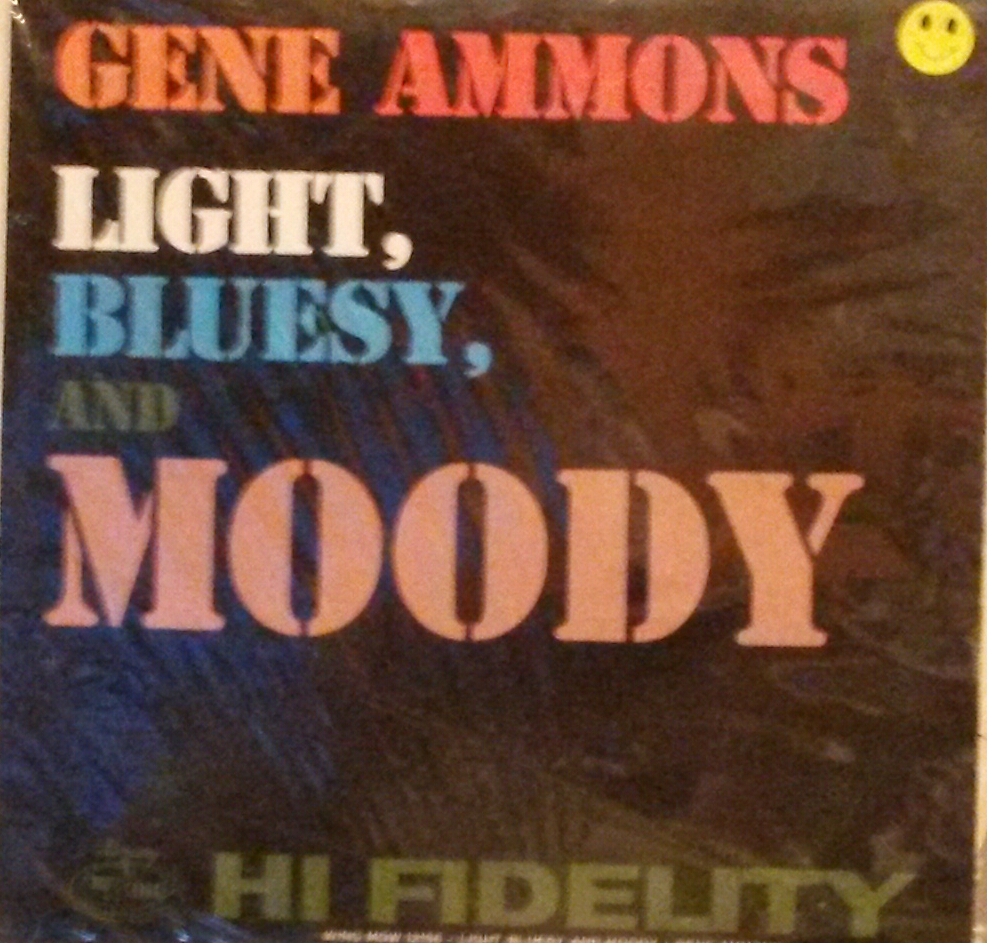 GENE AMMONS
LIGHT,
BLUESY,
AND
MOODY
HI FIDELITY